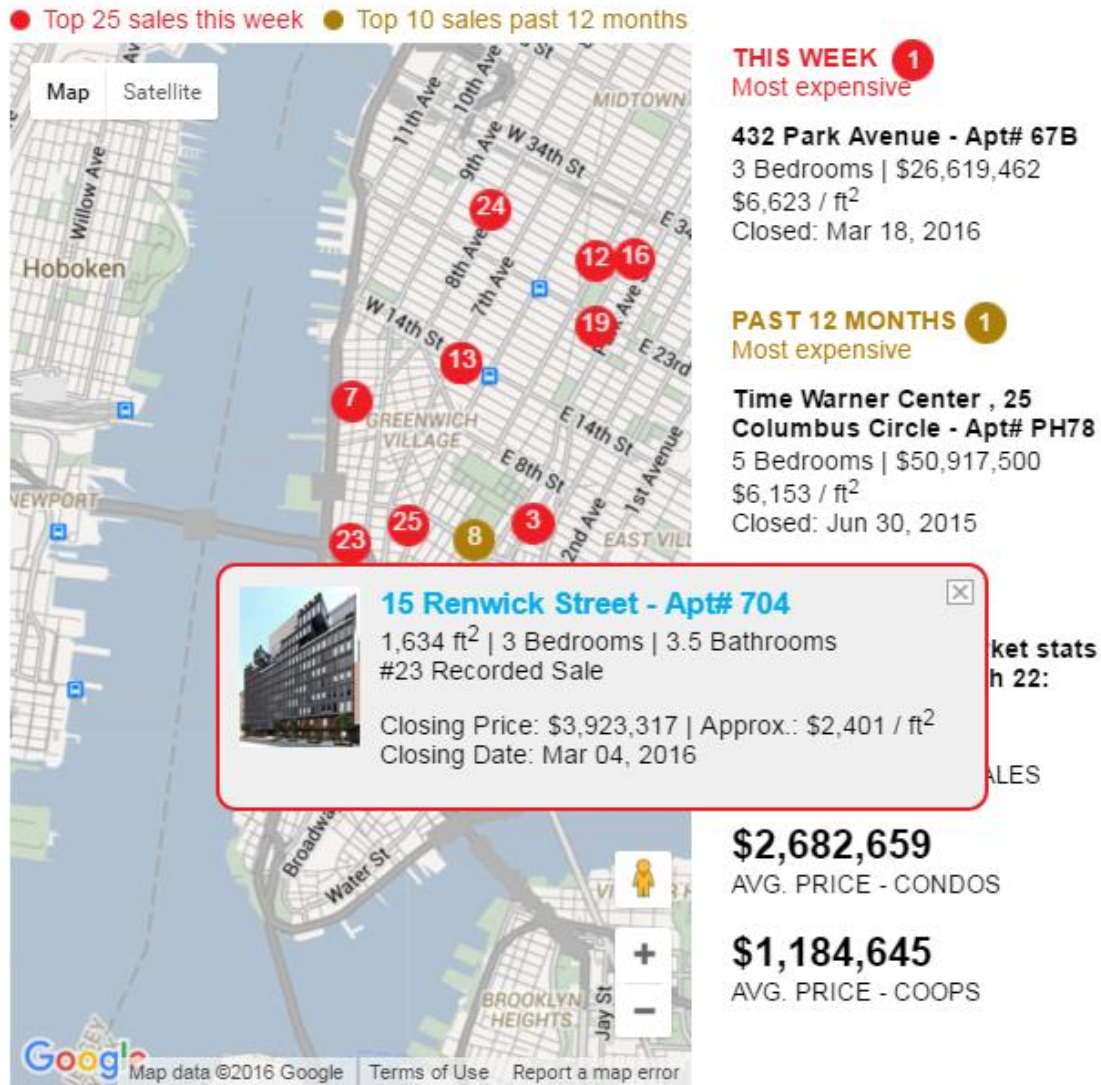 Top 25 sales this week Top 10 sales past 12 months
Map Satellite
MIDTOWN
11th Ave
10th Ave
9th Ave
W 34th St
8th Ave
7th Ave
W 14th St
E 23rd
E 14th St
E 8th St
1st Avenue
2nd Ave
Willow Ave
Hoboken
GREENWICH
VILLAGE
NEWPORT
24
12
16
19
13
7
25
8
3
23
THIS WEEK 1
Most expensive
432 Park Avenue - Apt# 67B
3 Bedrooms | $26,619,462
$6,623 / ft²
Closed: Mar 18, 2016
PAST 12 MONTHS 1
Most expensive
Time Warner Center , 25
Columbus Circle - Apt# PH78
5 Bedrooms | $50,917,500
$6,153 / ft²
Closed: Jun 30, 2015
15 Renwick Street - Apt# 704
1,634 ft² | 3 Bedrooms | 3.5 Bathrooms
#23 Recorded Sale
Closing Price: $3,923,317 | Approx.: $2,401 / ft²
Closing Date: Mar 04, 2016
ket stats
h 22:
ALES
$2,682,659
AVG. PRICE - CONDOS
$1,184,645
AVG. PRICE - COOPS
Water St
BROOKLYN
HEIGHTS
Jay St
Google Map data ©2016 Google Terms of Use Report a map error